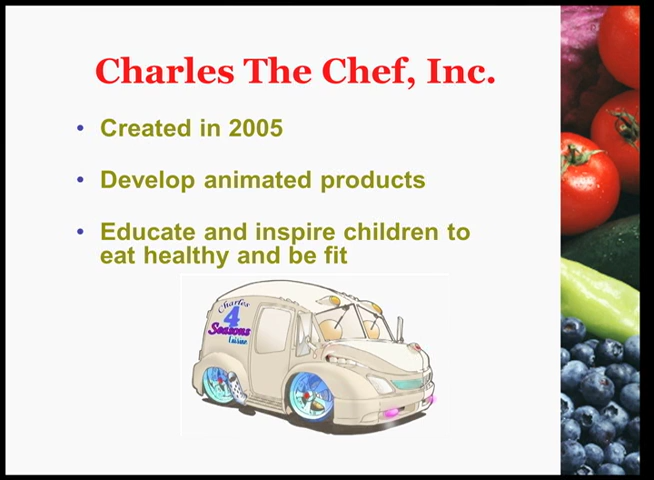 Charles The Chef, Inc.
• Created in 2005
• Develop animated products
• Educate and inspire children to
eat healthy and be fit
Charles
4
Seasons
Cuisine